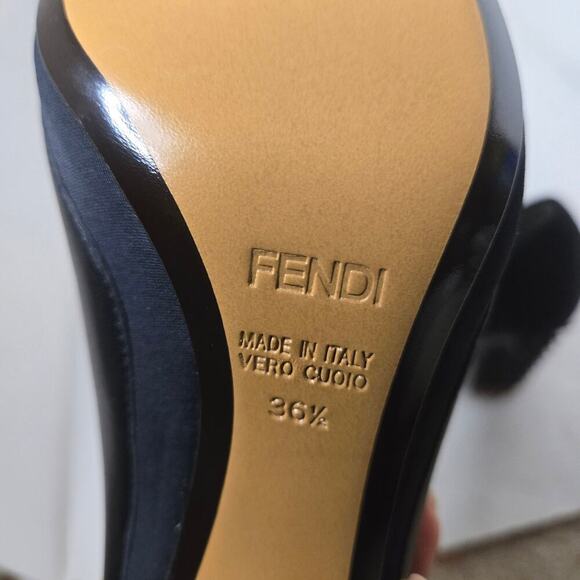 FENDI
MADE IN ITALY
VERO CUOIO
36½